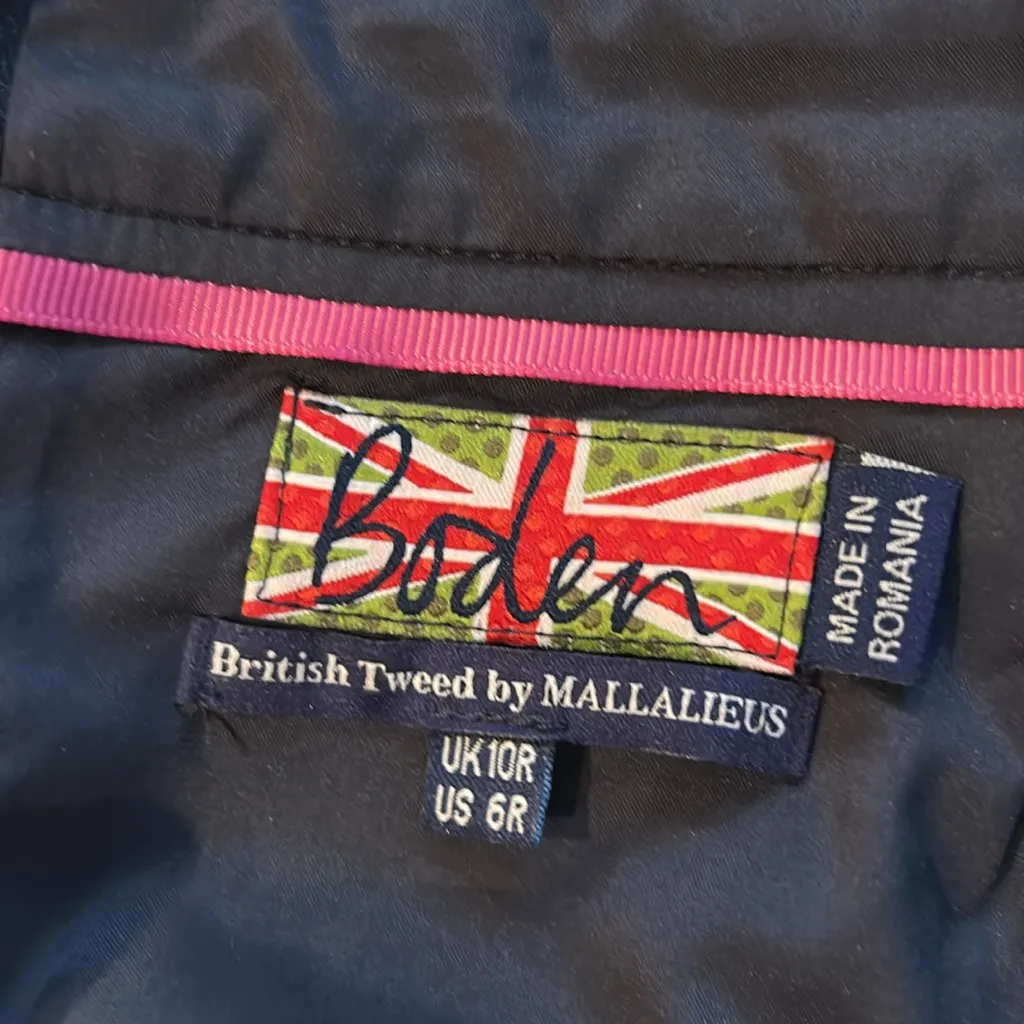 Boden
MADE IN
ROMANIA
British Tweed by MALLALIEUS
UK10R
US 6R